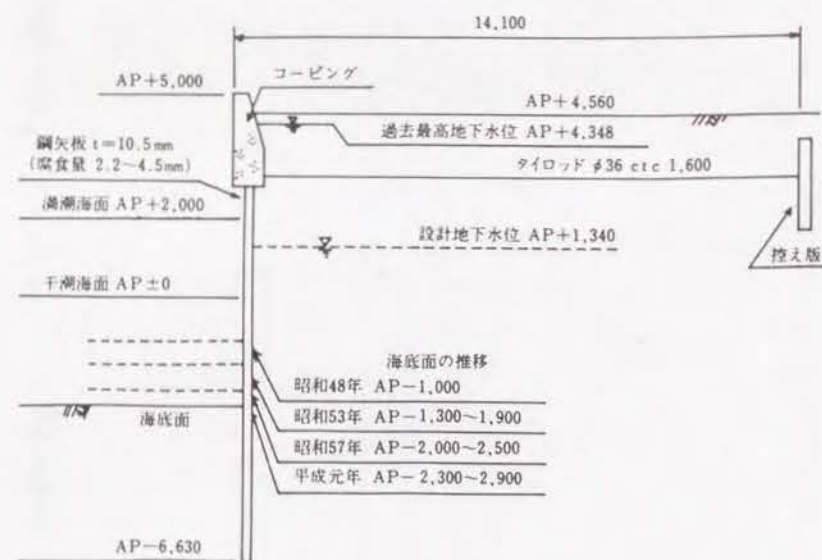 14,100
AP+5,000
コーピング
AP+4,560
過去最高地下水位 AP+4,348
鋼矢板 t=10.5mm
(腐食量 2.2～4.5mm)
タイロッド φ36 ctc 1,600
満潮海面 AP+2,000
設計地下水位 AP+1,340
控え版
干潮海面 AP±0
海底面の推移
昭和48年 AP−1,000
昭和53年 AP−1,300～1,900
海底面
昭和57年 AP−2,000～2,500
平成元年 AP−2,300～2,900
AP−6,630